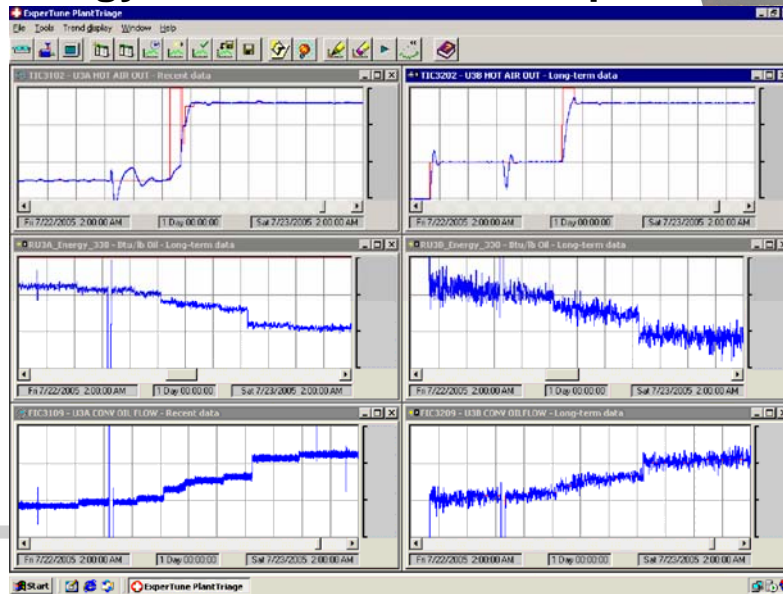 ExperTune PlantTriage
File Tools Trend display Window Help
TIC3102 - U3A HOT AIR OUT - Recent data
TIC3202 - U3B HOT AIR OUT - Long-term data
Fri 7/22/2005 2:00:00 AM 1 Day 00:00:00 Sat 7/23/2005 2:00:00 AM
Fri 7/22/2005 2:00:00 AM 1 Day 00:00:00 Sat 7/23/2005 2:00:00 AM
RU3A_Energy_330 - Btu/lb Oil - Long-term data
RU3B_Energy_330 - Btu/lb Oil - Long-term data
Fri 7/22/2005 2:00:00 AM 1 Day 00:00:00 Sat 7/23/2005 2:00:00 AM
Fri 7/22/2005 2:00:00 AM 1 Day 00:00:00 Sat 7/23/2005 2:00:00 AM
FIC3109 - U3A CONV OIL FLOW - Recent data
FIC3209 - U3B CONV OIL FLOW - Long-term data
Fri 7/22/2005 2:00:00 AM 1 Day 00:00:00 Sat 7/23/2005 2:00:00 AM
Fri 7/22/2005 2:00:00 AM 1 Day 00:00:00 Sat 7/23/2005 2:00:00 AM
Start ExperTune PlantTriage